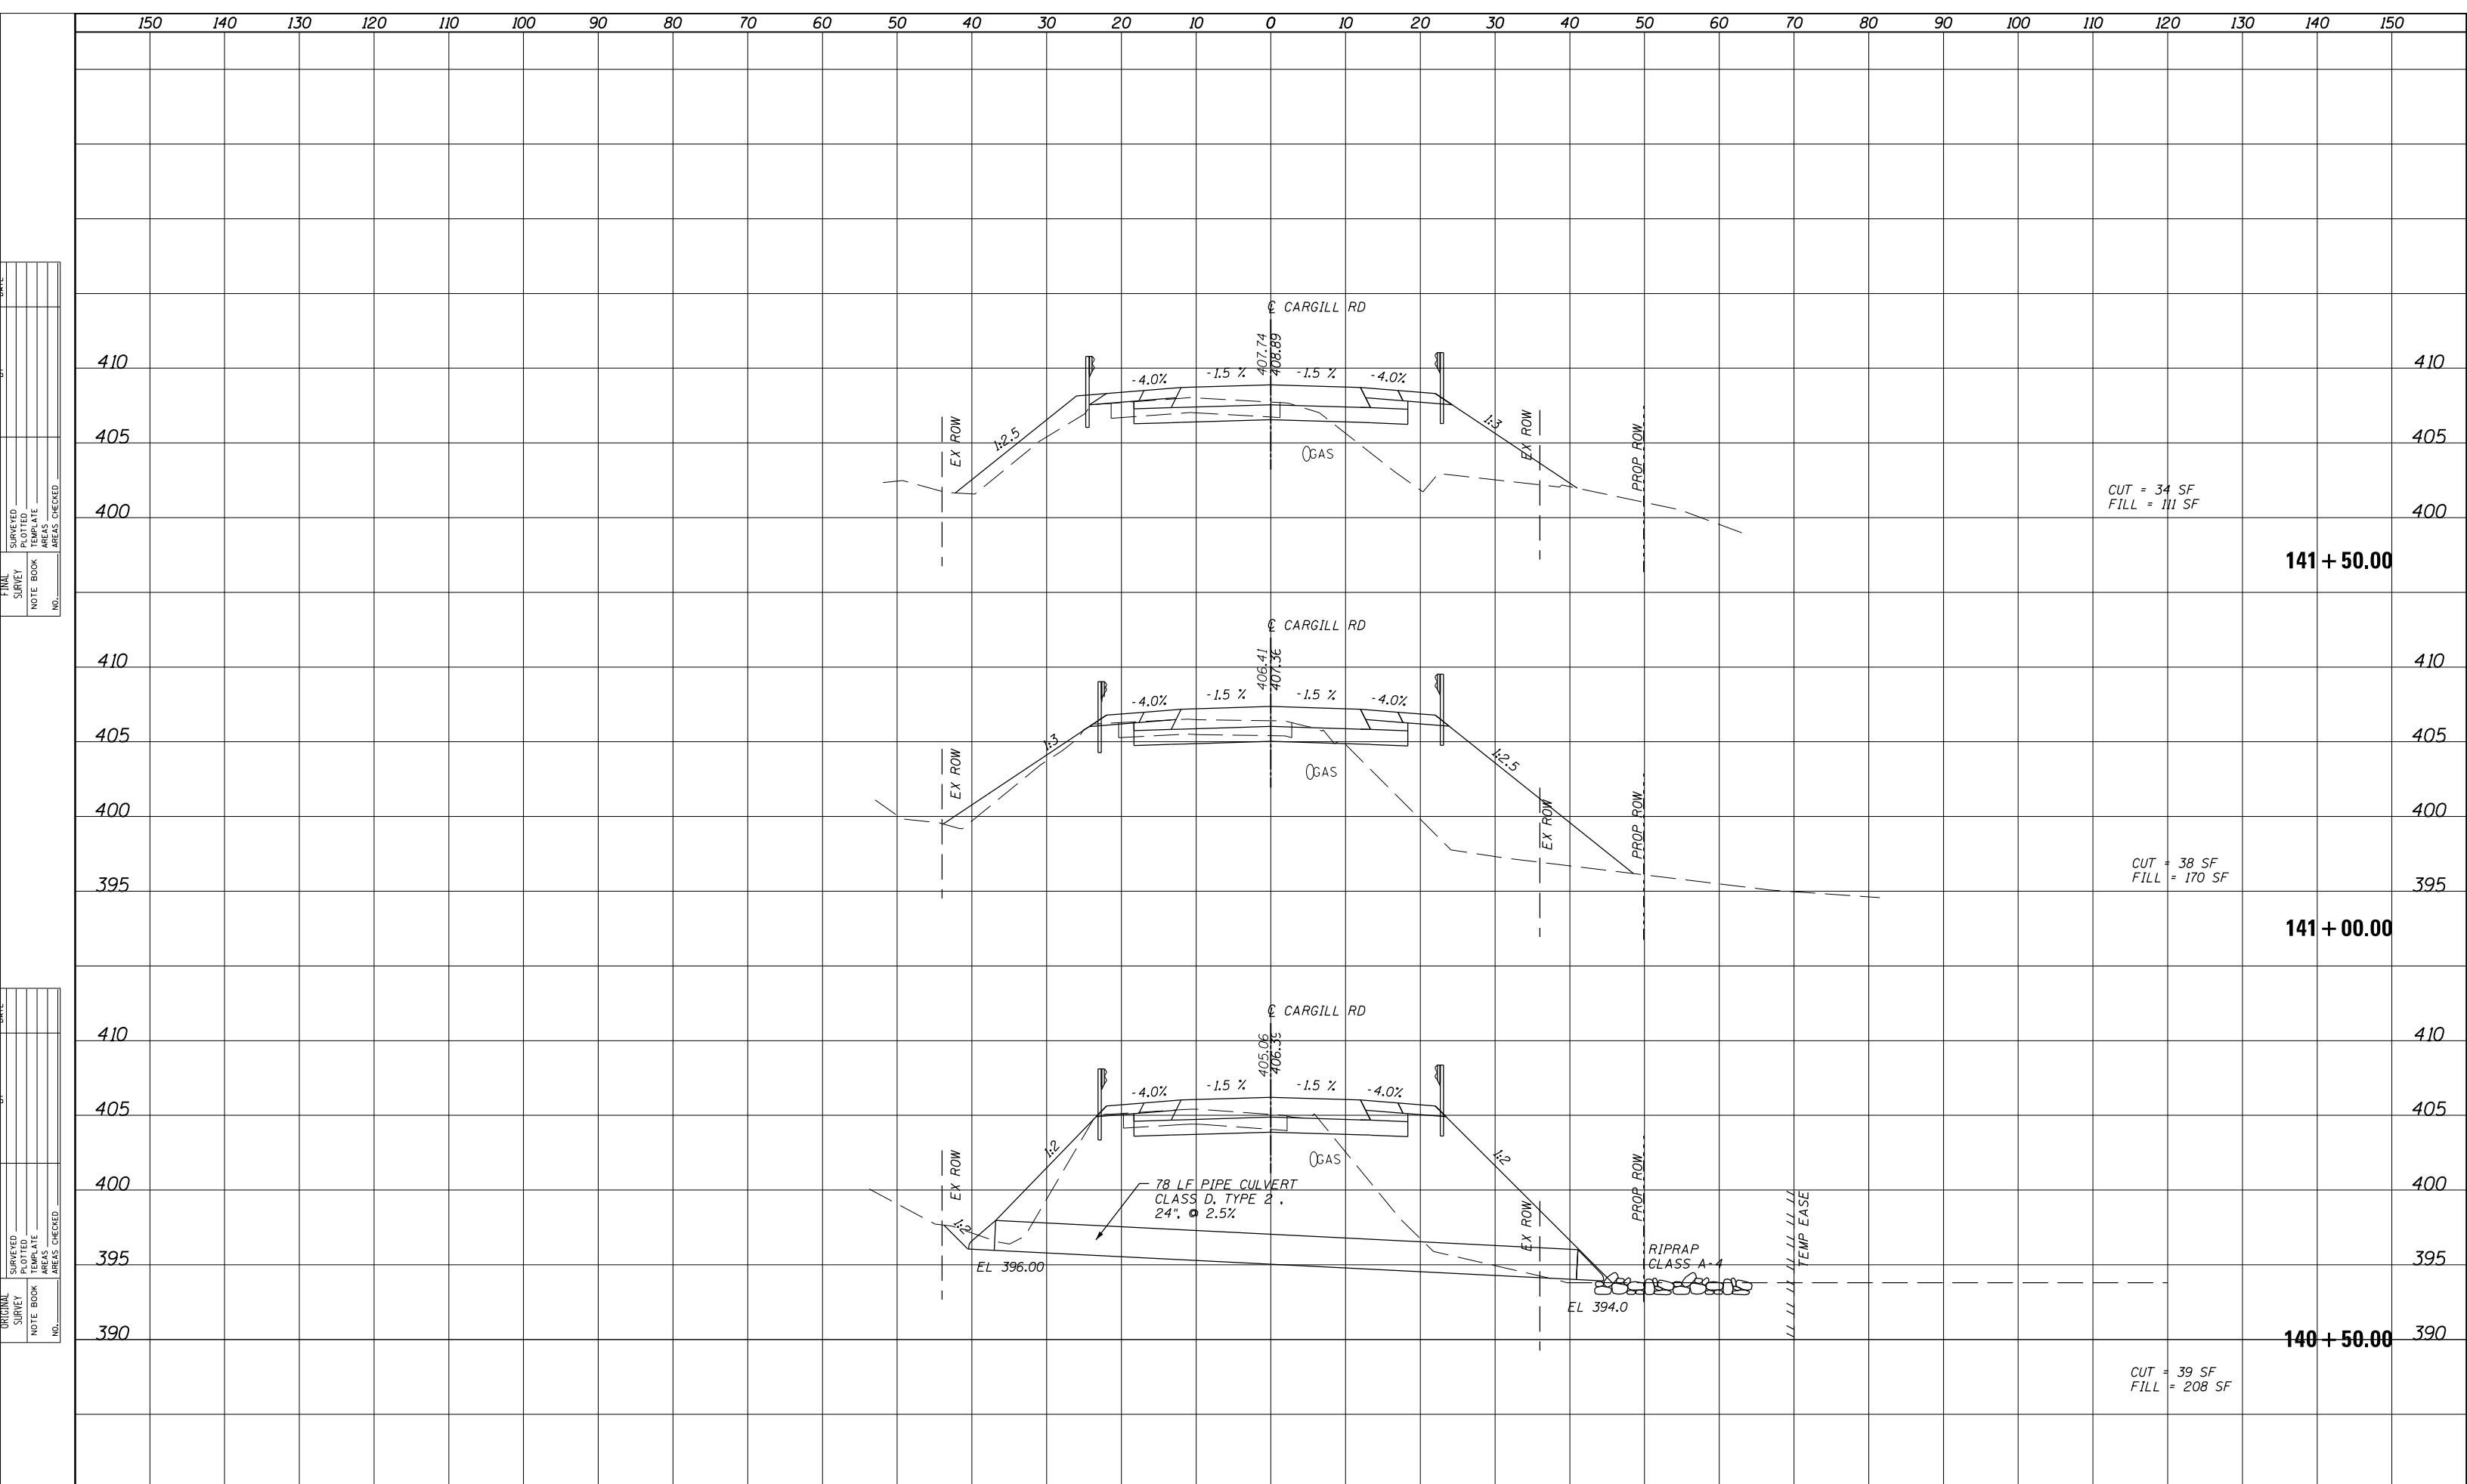 150 140 130 120 110 100 90 80 70 60 50 40 30 20 10 0 10 20 30 40 50 60 70 80 90 100 110 120 130 140 150
℄ CARGILL RD
407.74
408.89
410
-4.0% -1.5 % -1.5 % -4.0%
410
405
EX ROW
1:2.5
GAS
1:3
EX ROW
PROP ROW
405
400
CUT = 34 SF
FILL = 111 SF
400
141+50.00
℄ CARGILL RD
406.41
407.36
410
-4.0% -1.5 % -1.5 % -4.0%
410
405
EX ROW
1:3
GAS
1:2.5
EX ROW
PROP ROW
405
400
400
395
CUT = 38 SF
FILL = 170 SF
395
141+00.00
℄ CARGILL RD
405.06
406.39
410
410
-4.0% -1.5 % -1.5 % -4.0%
405
405
EX ROW
1:2
GAS
1:2
EX ROW
PROP ROW
TEMP EASE
400
400
78 LF PIPE CULVERT
CLASS D, TYPE 2 ,
24", @ 2.5%
1:2
395
EL 396.00
RIPRAP
CLASS A-4
395
EL 394.0
390
140+50.00
390
CUT = 39 SF
FILL = 208 SF
FINAL
SURVEY
NOTE BOOK
NO.
SURVEYED
PLOTTED
TEMPLATE
AREAS
AREAS CHECKED
ORIGINAL
SURVEY
NOTE BOOK
NO.
SURVEYED
PLOTTED
TEMPLATE
AREAS
AREAS CHECKED